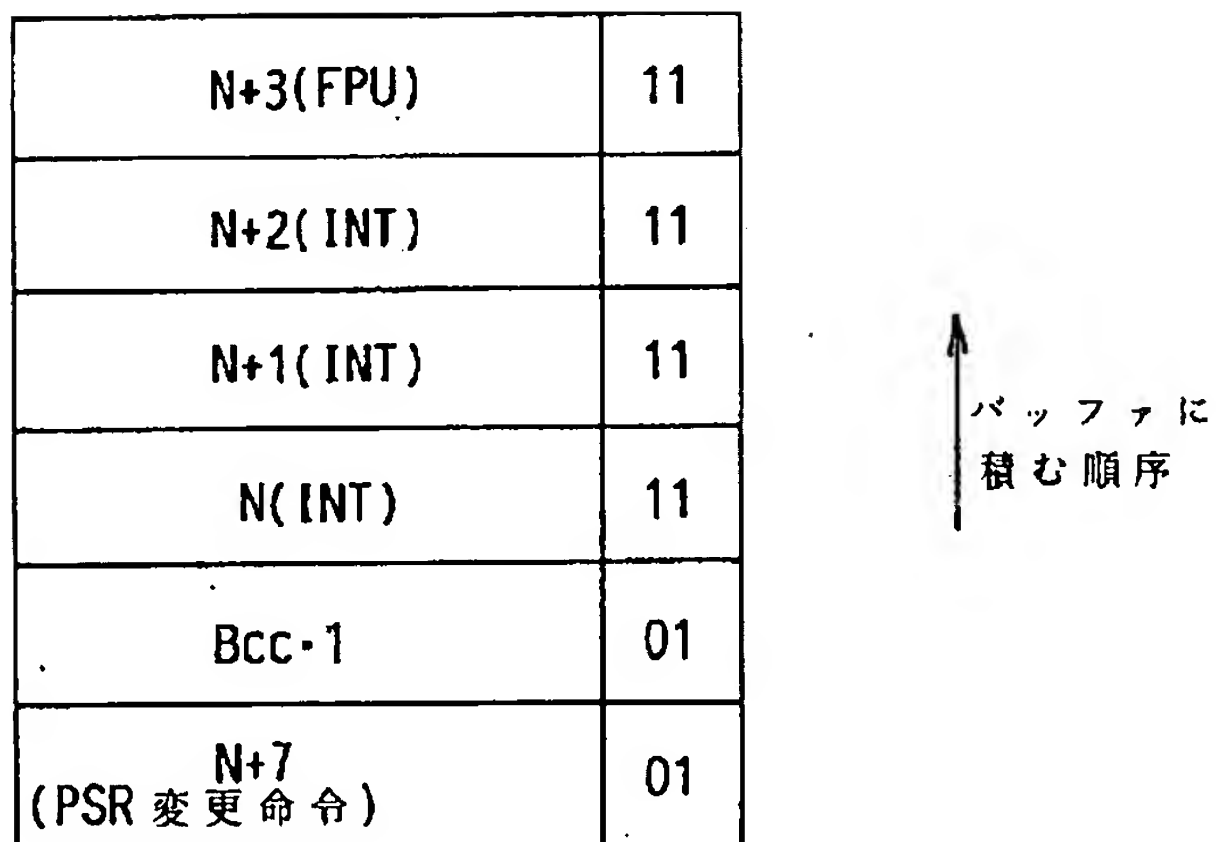 N+3(FPU) 11
N+2(INT) 11
N+1(INT) 11
N(INT) 11
Bcc-1 01
N+7 01
(PSR変更命令)
バッファに
積む順序